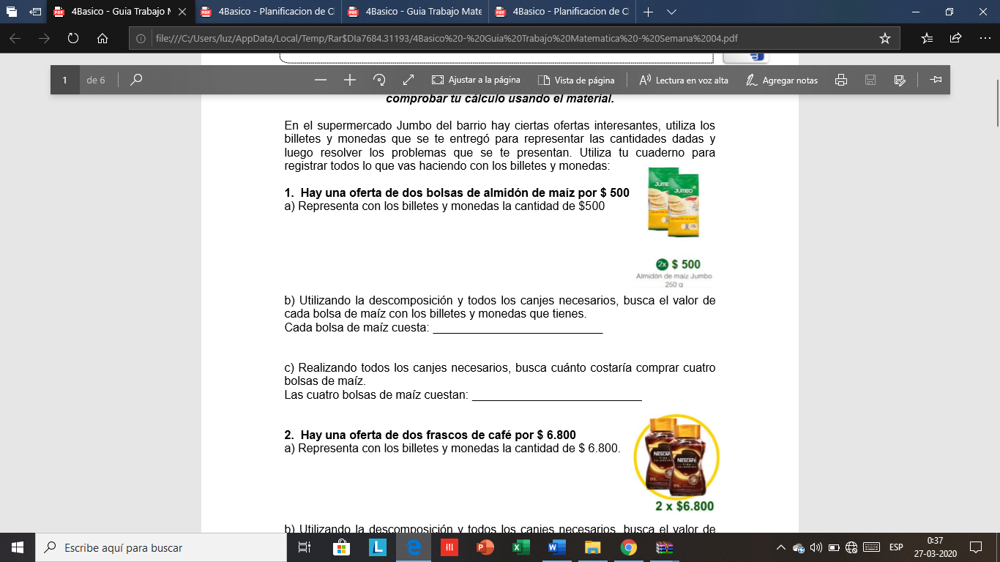 4Basico - Guia Trabajo M
4Basico - Planificacion de Cl
4Basico - Guia Trabajo Mate
4Basico - Planificacion de Cl
file:///C:/Users/luz/AppData/Local/Temp/Rar$DIa7684.31193/4Basico%20-%20Guia%20Trabajo%20Matematica%20-%20Semana%2004.pdf
1 de 6
Ajustar a la página
Vista de página
Lectura en voz alta
Agregar notas
comprobar tu cálculo usando el material.
En el supermercado Jumbo del barrio hay ciertas ofertas interesantes, utiliza los
billetes y monedas que se te entregó para representar las cantidades dadas y
luego resolver los problemas que se te presentan. Utiliza tu cuaderno para
registrar todos lo que vas haciendo con los billetes y monedas:
JUMBO
1. Hay una oferta de dos bolsas de almidón de maíz por $ 500
a) Representa con los billetes y monedas la cantidad de $500
2x $ 500
Almidón de maíz Jumbo
250 g
b) Utilizando la descomposición y todos los canjes necesarios, busca el valor de
cada bolsa de maíz con los billetes y monedas que tienes.
Cada bolsa de maíz cuesta: __________________________
c) Realizando todos los canjes necesarios, busca cuánto costaría comprar cuatro
bolsas de maíz.
Las cuatro bolsas de maíz cuestan: __________________________
2. Hay una oferta de dos frascos de café por $ 6.800
a) Representa con los billetes y monedas la cantidad de $ 6.800.
NESCAFÉ
2 x $6.800
b) Utilizando la descomposición y todos los canjes necesarios, busca el valor de
Escribe aquí para buscar
ESP
0:37
27-03-2020